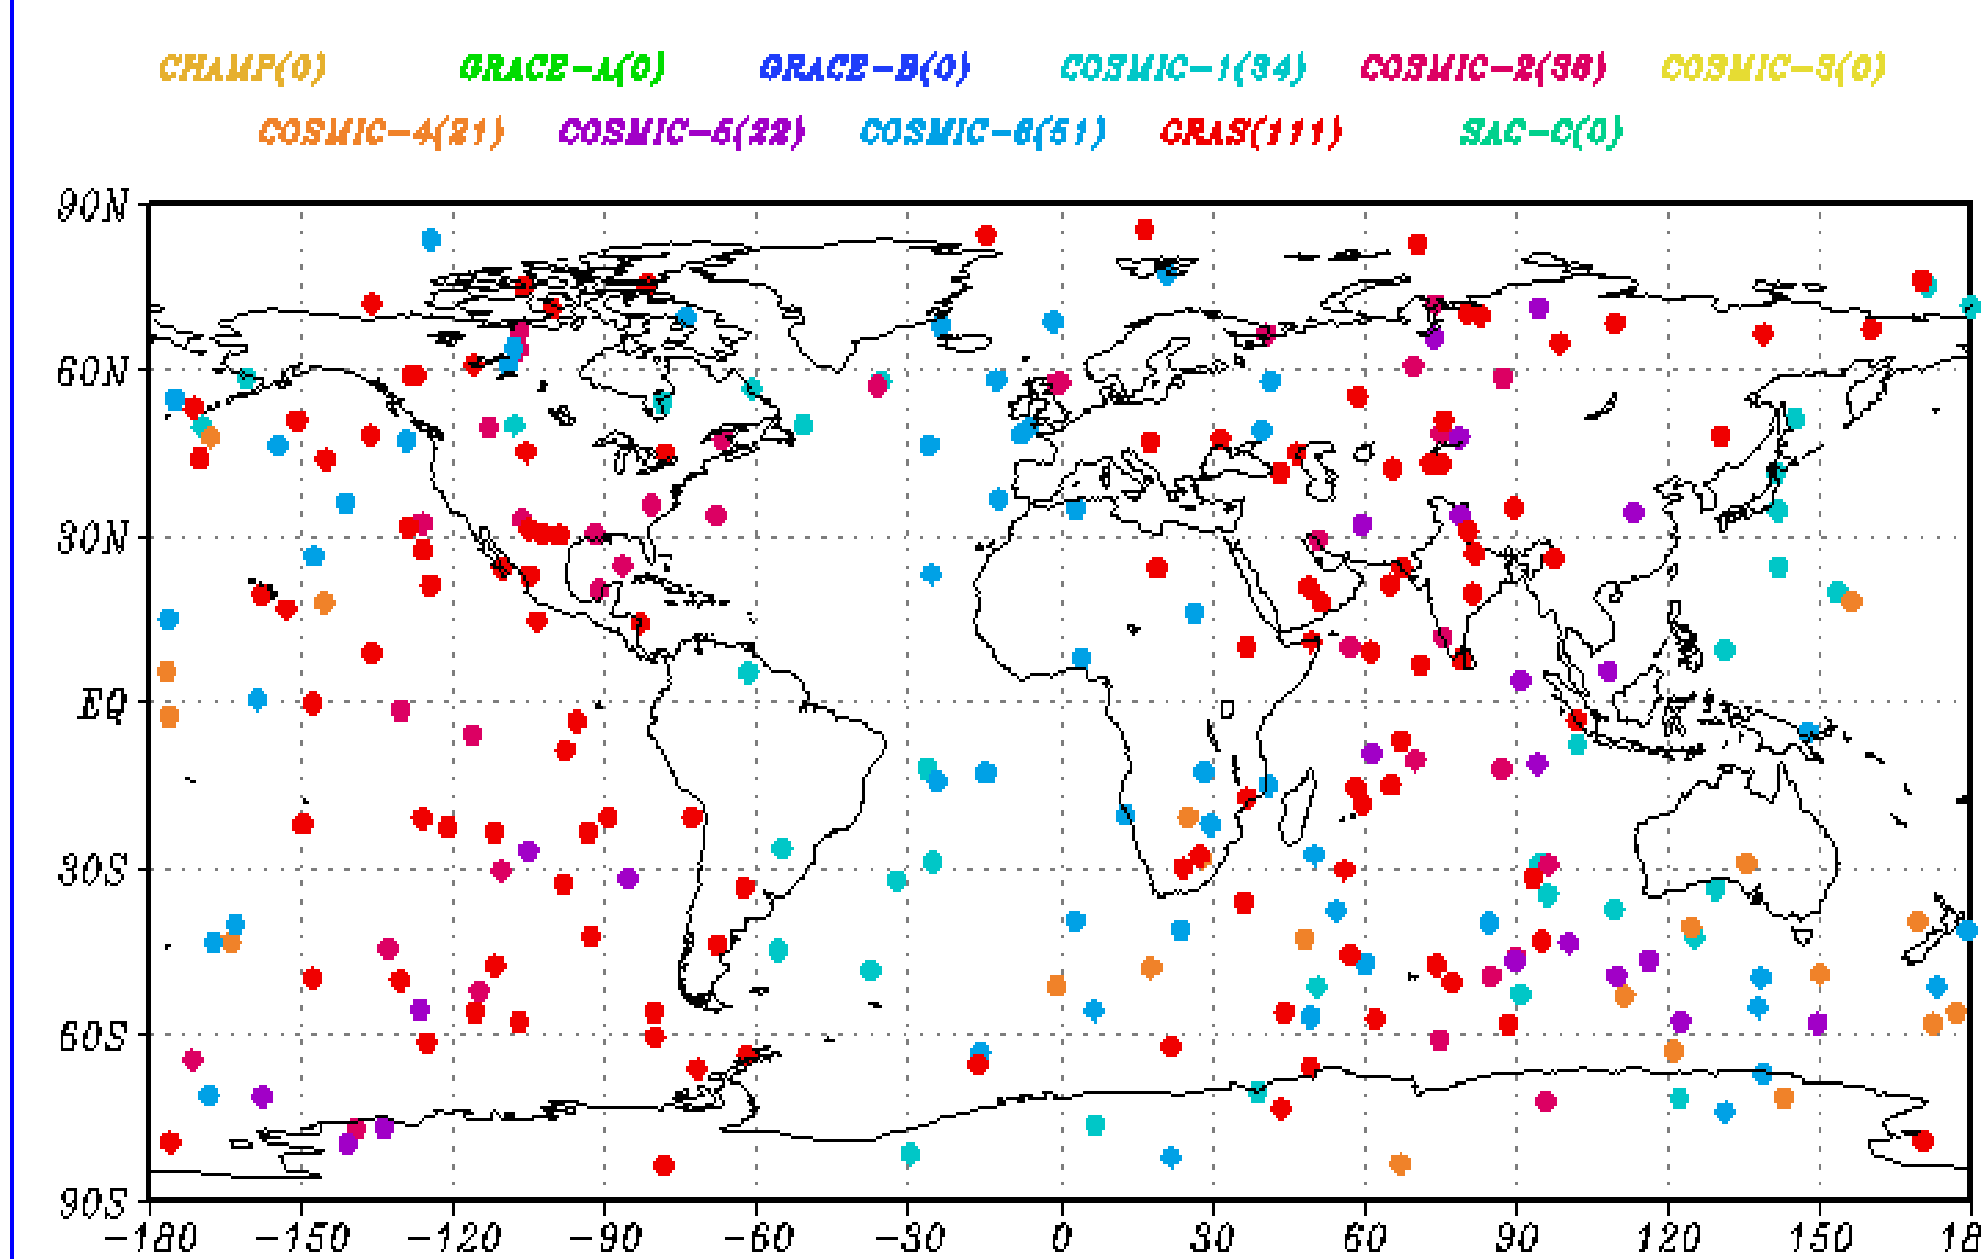 CHAMP(0) GRACE-A(0) GRACE-B(0) COSMIC-1(34) COSMIC-2(36) COSMIC-3(0)
COSMIC-4(21) COSMIC-5(22) COSMIC-6(51) GRAS(111) SAC-C(0)
90N
60N
30N
EQ
30S
60S
90S
-180 -150 -120 -90 -60 -30 0 30 60 90 120 150 18